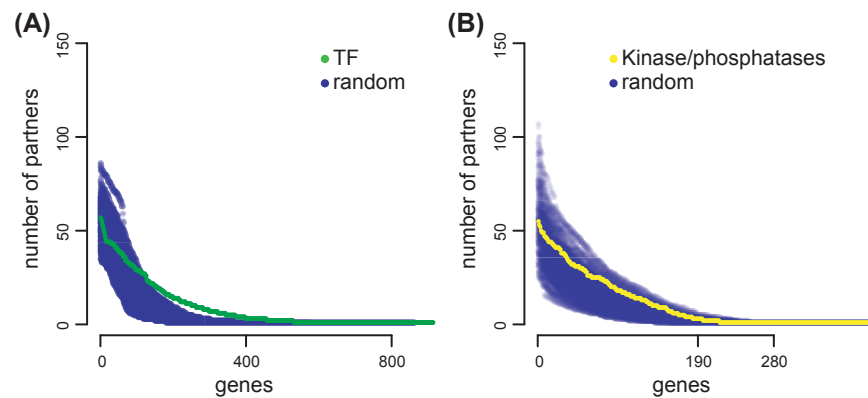 (A)
number of partners
150
100
50
0
TF
random
0
400
800
genes
(B)
number of partners
150
100
50
0
Kinase/phosphatases
random
0
190
280
genes